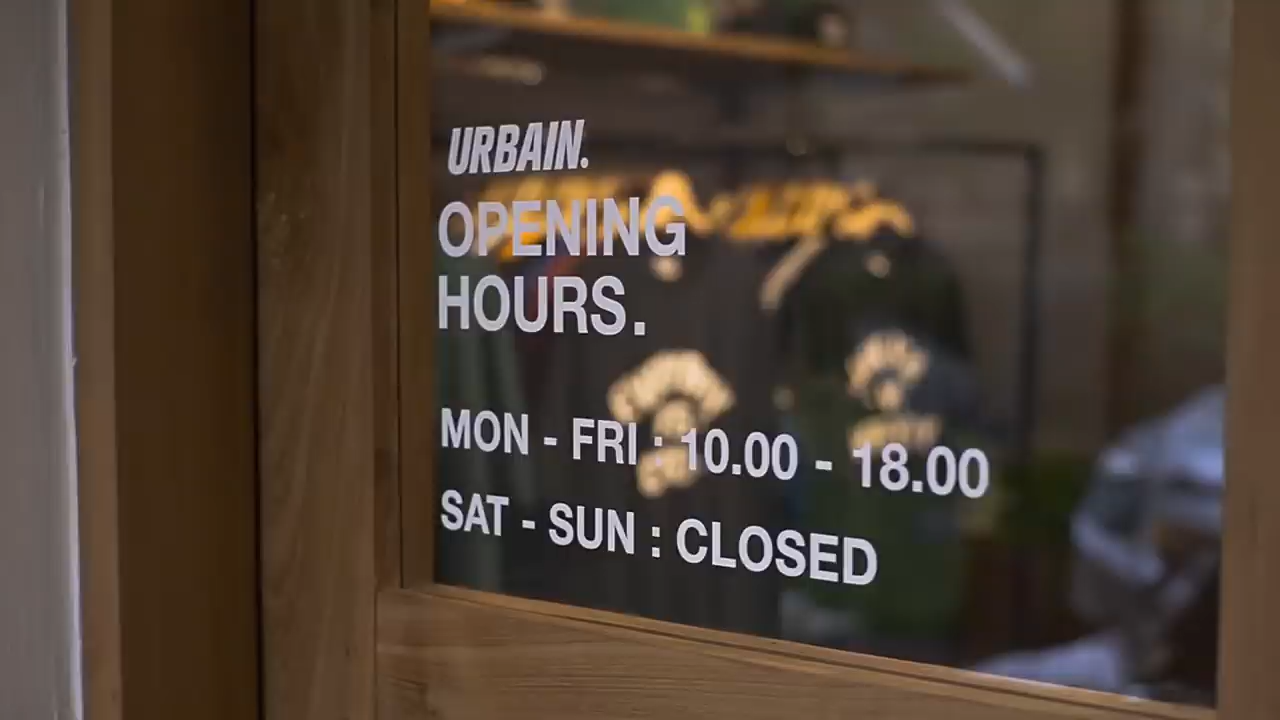 URBAIN.
OPENING
HOURS.
MON - FRI : 10.00 - 18.00
SAT - SUN : CLOSED